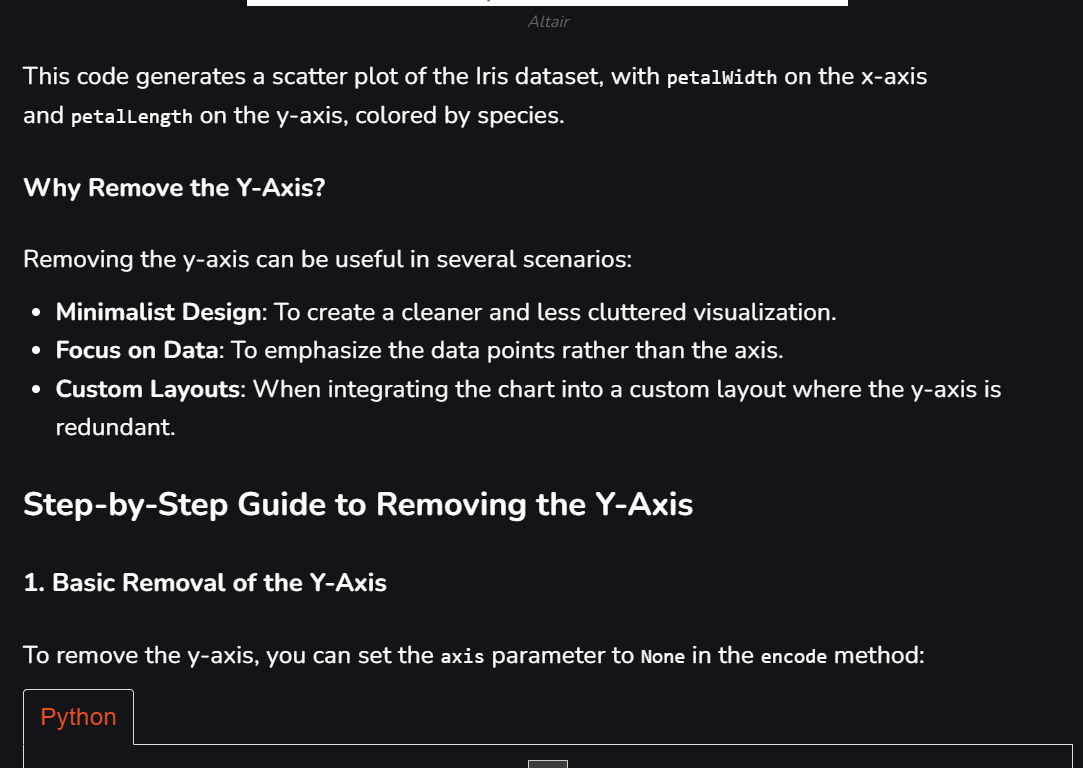 Altair
This code generates a scatter plot of the Iris dataset, with petalWidth on the x-axis
and petalLength on the y-axis, colored by species.
Why Remove the Y-Axis?
Removing the y-axis can be useful in several scenarios:
• Minimalist Design: To create a cleaner and less cluttered visualization.
• Focus on Data: To emphasize the data points rather than the axis.
• Custom Layouts: When integrating the chart into a custom layout where the y-axis is
redundant.
Step-by-Step Guide to Removing the Y-Axis
1. Basic Removal of the Y-Axis
To remove the y-axis, you can set the axis parameter to None in the encode method:
Python